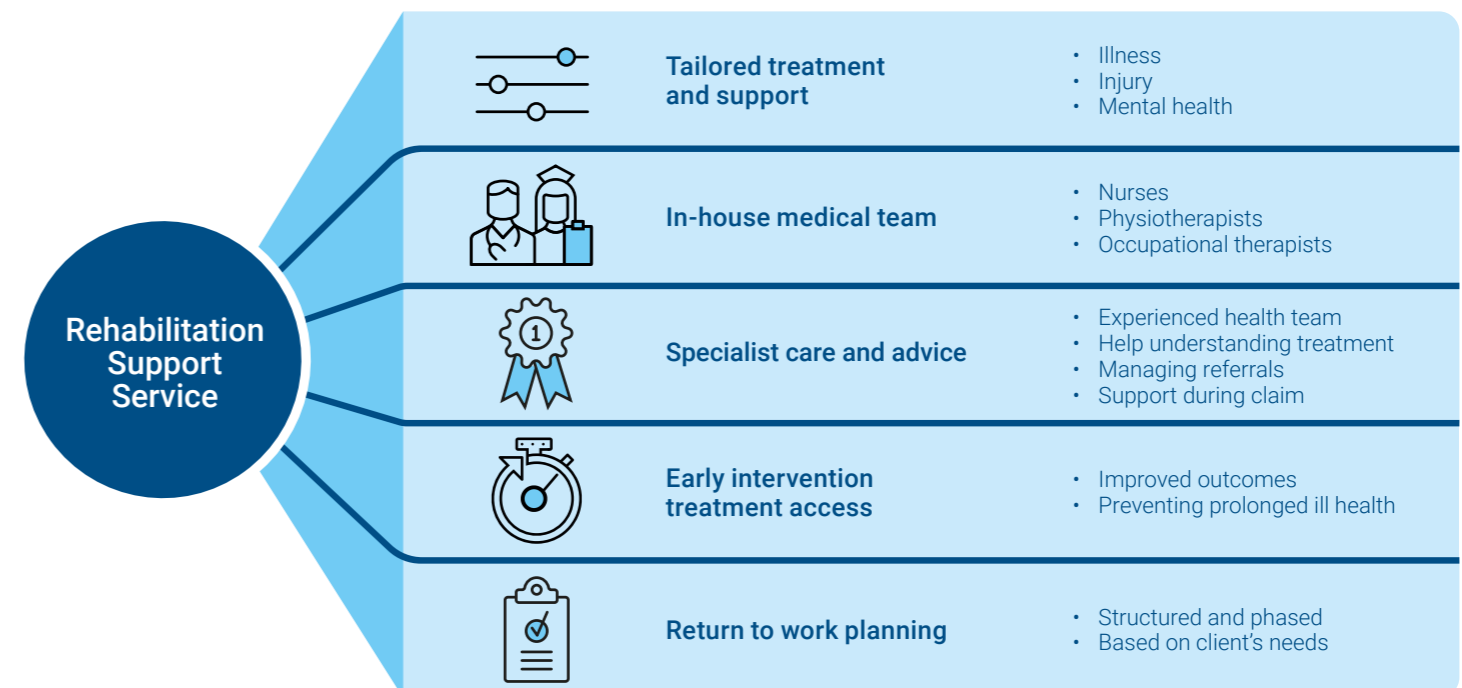 Rehabilitation
Support
Service
Tailored treatment
and support
• Illness
• Injury
• Mental health
In-house medical team
• Nurses
• Physiotherapists
• Occupational therapists
1
Specialist care and advice
• Experienced health team
• Help understanding treatment
• Managing referrals
• Support during claim
Early intervention
treatment access
• Improved outcomes
• Preventing prolonged ill health
Return to work planning
• Structured and phased
• Based on client’s needs